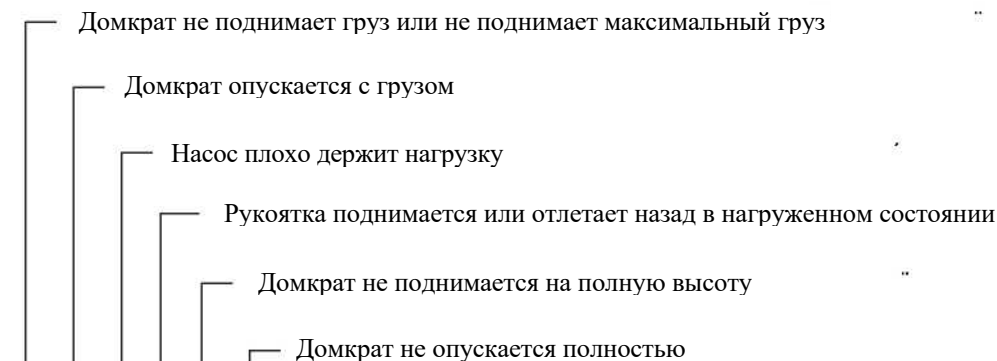 Домкрат не поднимает груз или не поднимает максимальный груз
Домкрат опускается с грузом
Насос плохо держит нагрузку
Рукоятка поднимается или отлетает назад в нагруженном состоянии
Домкрат не поднимается на полную высоту
Домкрат не опускается полностью